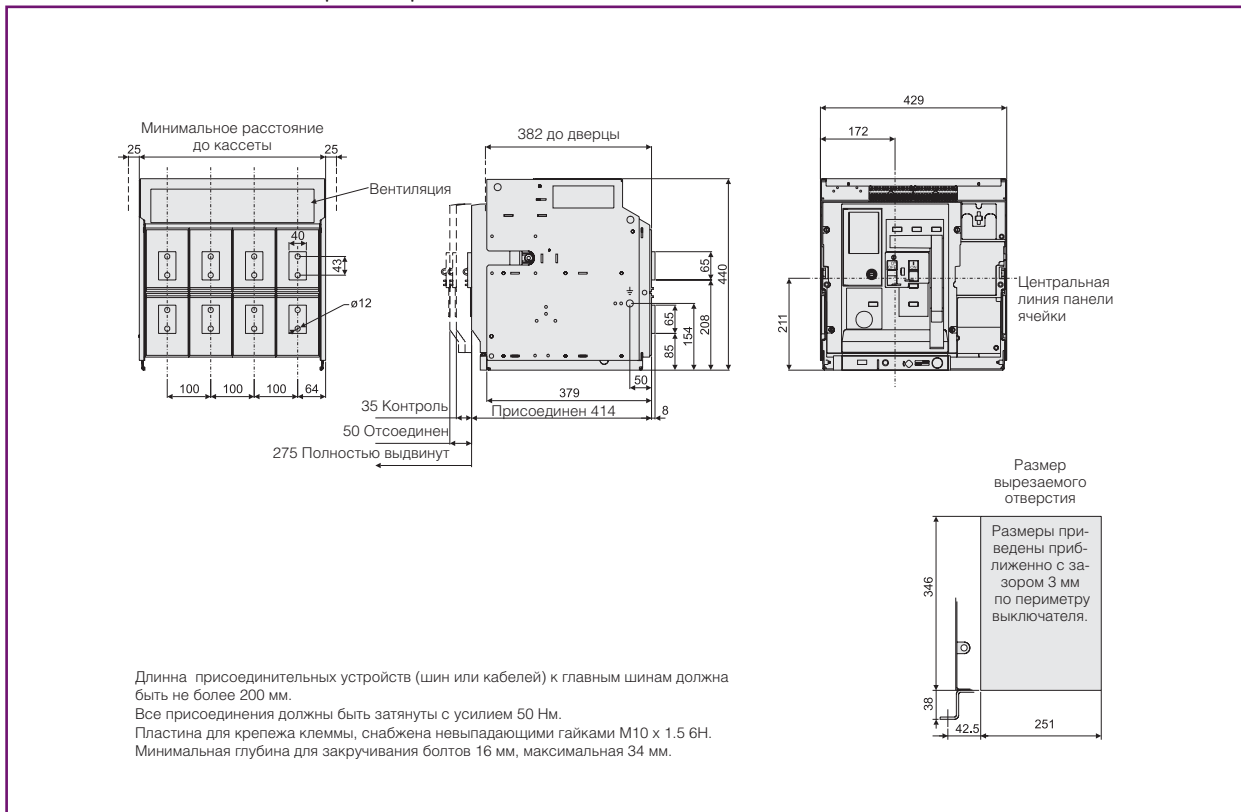 Минимальное расстояние
до кассеты
25
25
Вентиляция
40
43
ø12
100
100
100
64
382 до дверцы
440
65
65
208
154
85
50
379
Присоединен 414
8
35 Контроль
50 Отсоединен
275 Полностью выдвинут
429
172
211
Центральная
линия панели
ячейки
Размер
вырезаемого
отверстия
Размеры при-
ведены приб-
лиженно с за-
зором 3 мм
по периметру
выключателя.
346
38
42.5
251
Длинна присоединительных устройств (шин или кабелей) к главным шинам должна
быть не более 200 мм.
Все присоединения должны быть затянуты с усилием 50 Нм.
Пластина для крепежа клеммы, снабжена невыпадающими гайками M10 x 1.5 6H.
Минимальная глубина для закручивания болтов 16 мм, максимальная 34 мм.